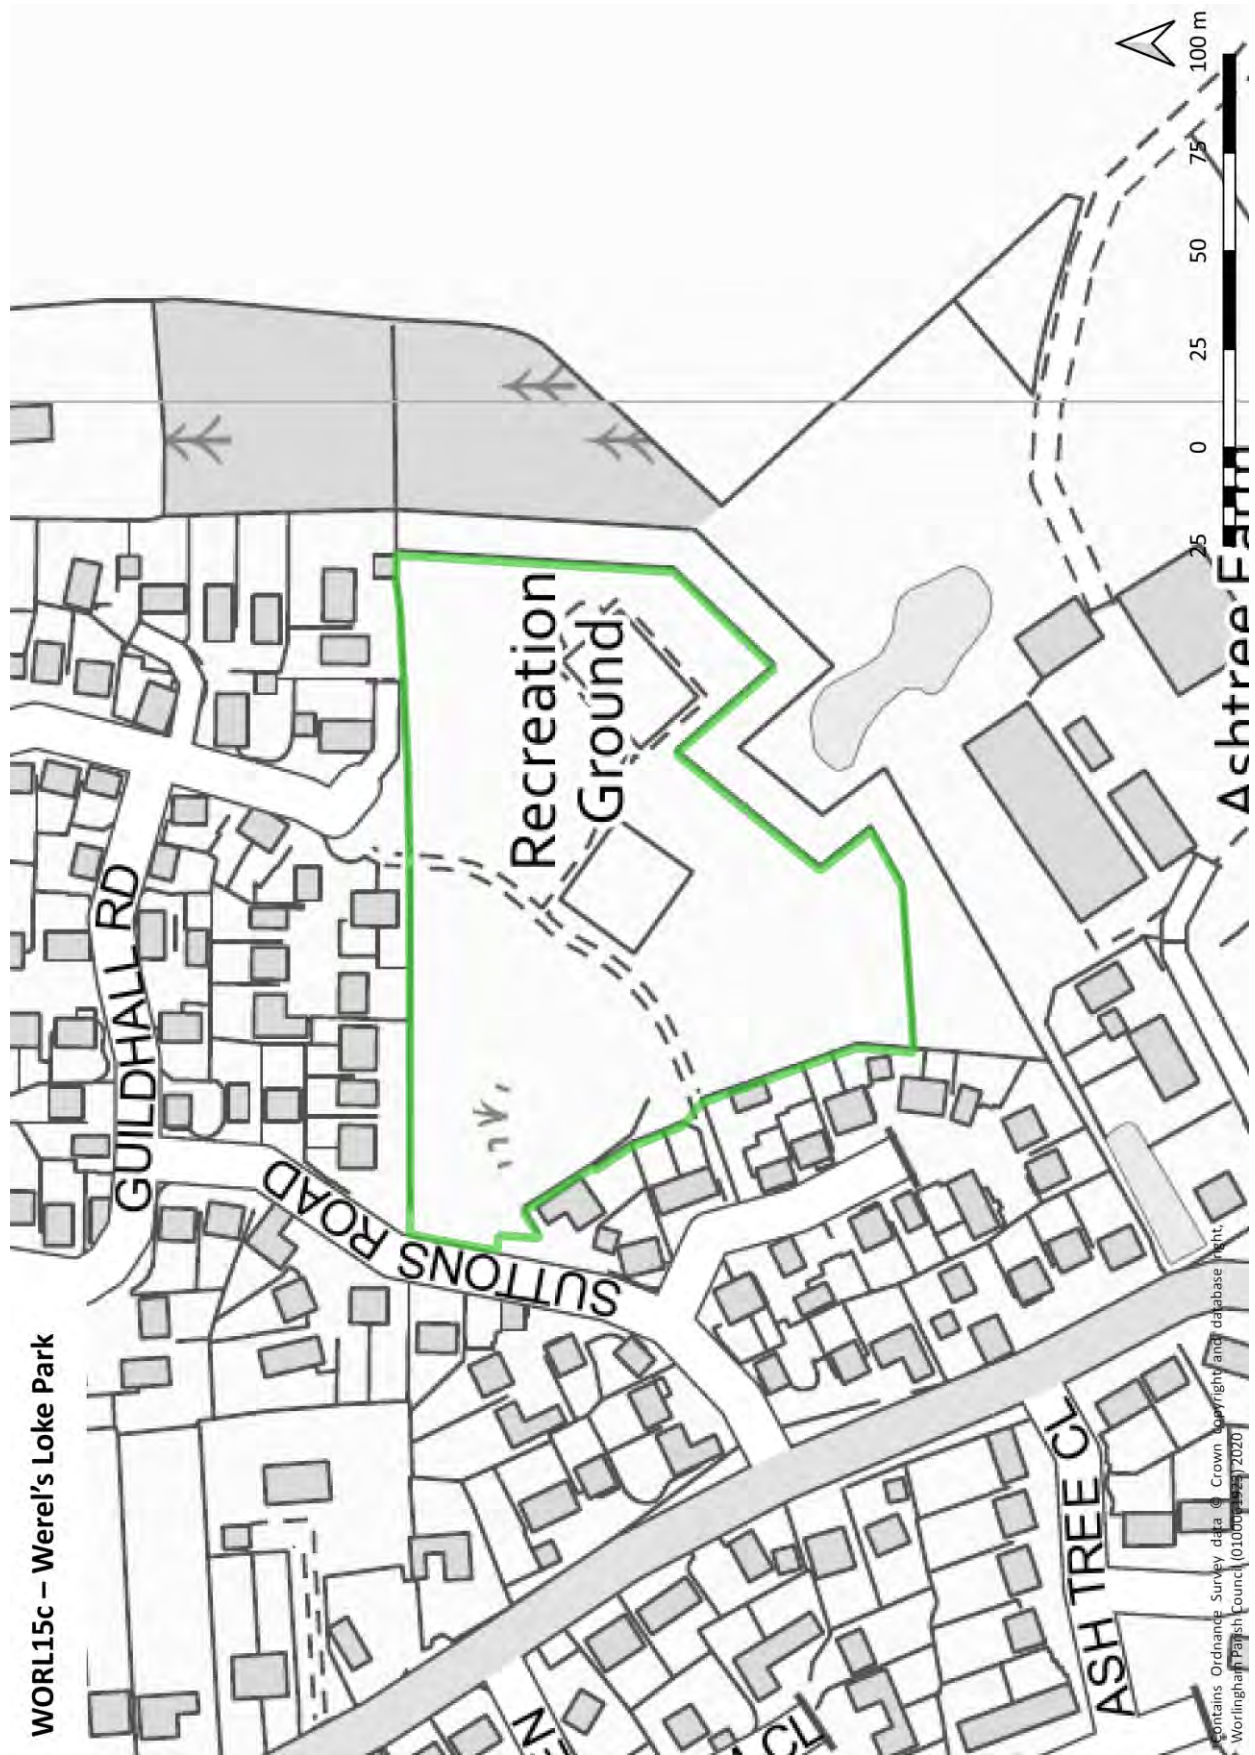 WORL15c – Werel's Loke Park
GUILDHALL RD
SUTTONS ROAD
Recreation
Ground
Ashtree Farm
ASH TREE CL
25 0 25 50 75 100 m
contains Ordnance Survey data © Crown copyright and database right,
Worlingham Parish Council 2020